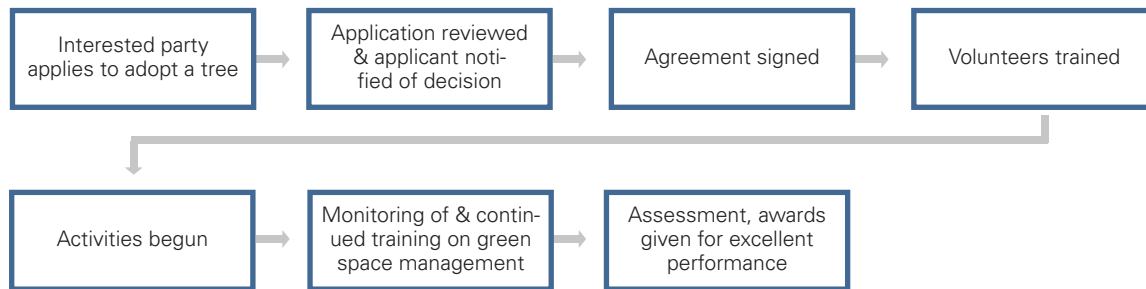 Interested party
applies to adopt a tree
Application reviewed
& applicant noti-
fied of decision
Agreement signed
Volunteers trained
Activities begun
Monitoring of & contin-
ued training on green
space management
Assessment, awards
given for excellent
performance